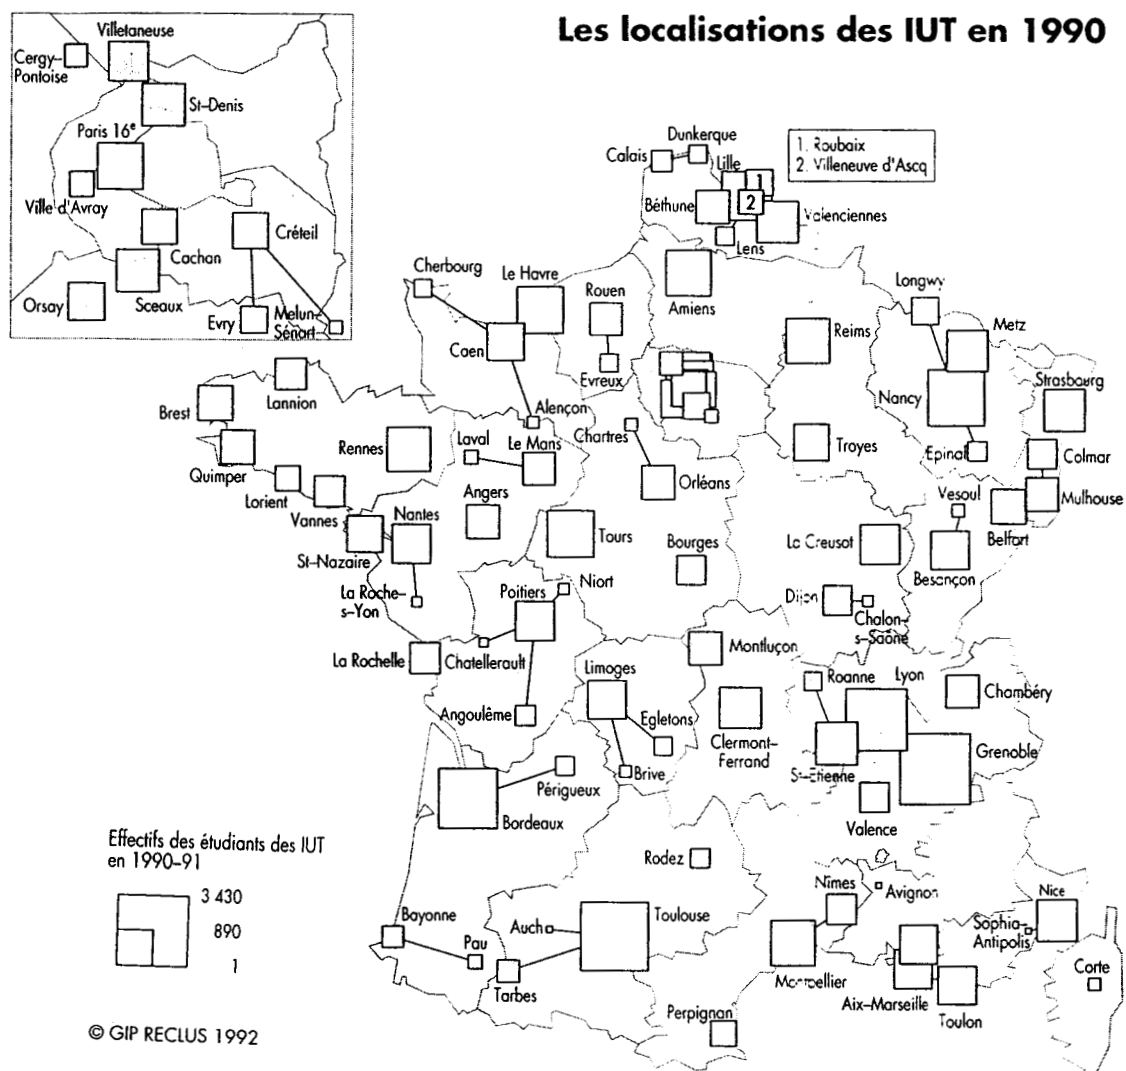 Les localisations des IUT en 1990
Villetaneuse
Cergy-
Pontoise
St-Denis
Paris 16e
Ville d'Avray
Cachan
Créteil
Orsay
Sceaux
Evry
Melun-
Sénart
Dunkerque
Calais
Lille
1. Roubaix
2. Villeneuve d'Ascq
1
2
Béthune
Valenciennes
Lens
Cherbourg
Le Havre
Rouen
Amiens
Longwy
Caen
Reims
Metz
Evreux
Nancy
Strasbourg
Lannion
Brest
Alençon
Chartres
Rennes
Laval
Le Mans
Troyes
Epinal
Colmar
Quimper
Lorient
Angers
Orléans
Vesoul
Mulhouse
Vannes
Nantes
Tours
Bourges
Le Creusot
Belfort
St-Nazaire
Besançon
La Roche-
s-Yon
Poitiers
Niort
Dijon
Chalon-
s-Saône
La Rochelle
Chatellerault
Montluçon
Limoges
Roanne
Lyon
Chambéry
Angoulême
Egletons
Clermont-
Ferrand
Grenoble
St-Etienne
Brive
Périgueux
Valence
Bordeaux
Effectifs des étudiants des IUT
en 1990-91
3 430
890
1
Rodez
Nîmes
Avignon
Nice
Bayonne
Auch
Toulouse
Sophia-
Antipolis
Pau
Tarbes
Montpellier
Aix-Marseille
Toulon
Corte
Perpignan
© GIP RECLUS 1992